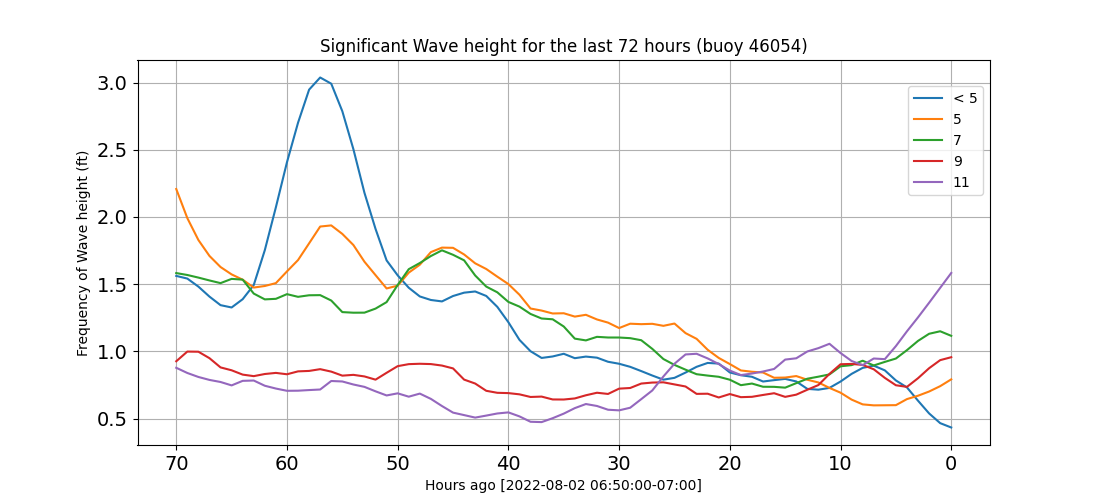 Significant Wave height for the last 72 hours (buoy 46054)
Frequency of Wave height (ft)
3.0
2.5
2.0
1.5
1.0
0.5
< 5
5
7
9
11
70 60 50 40 30 20 10 0
Hours ago [2022-08-02 06:50:00-07:00]